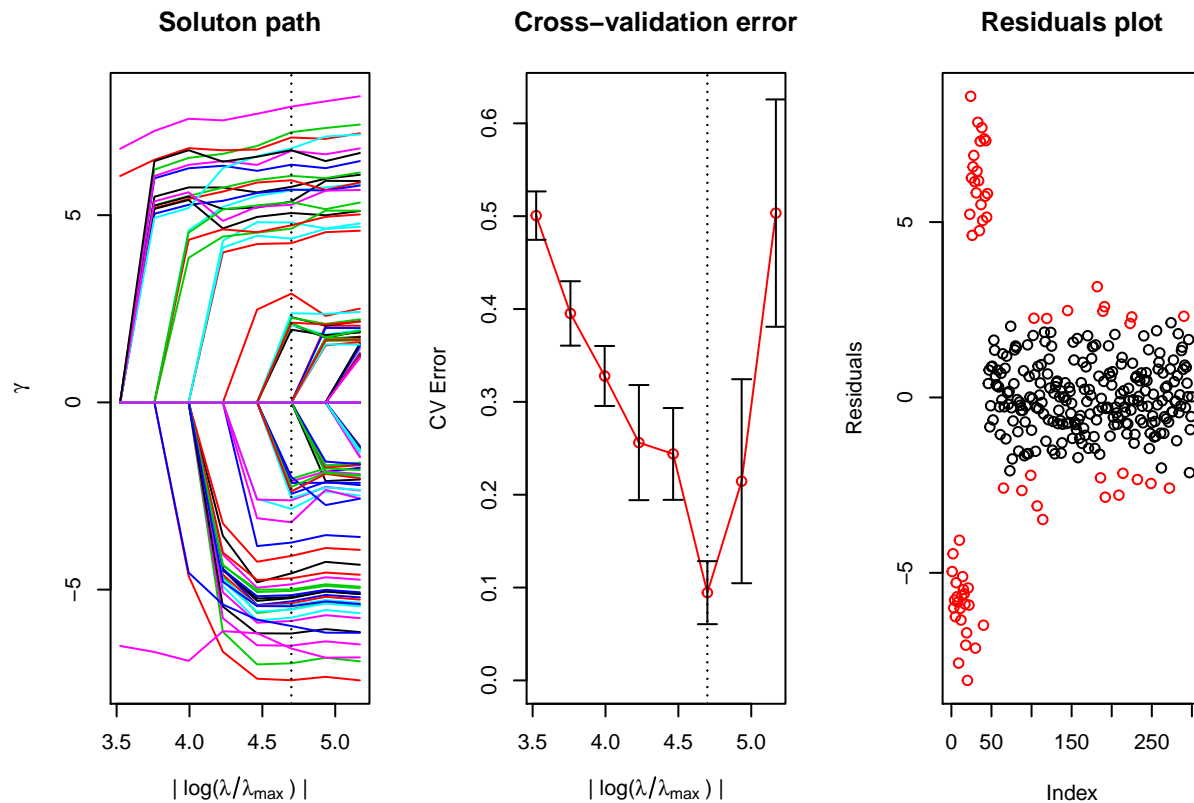 Soluton path
5
0
−5
γ
3.5 4.0 4.5 5.0
| log(λ/λmax) |
Cross−validation error
0.6
0.5
0.4
0.3
0.2
0.1
0.0
CV Error
3.5 4.0 4.5 5.0
| log(λ/λmax) |
Residuals plot
5
0
−5
Residuals
0 50 150 250
Index